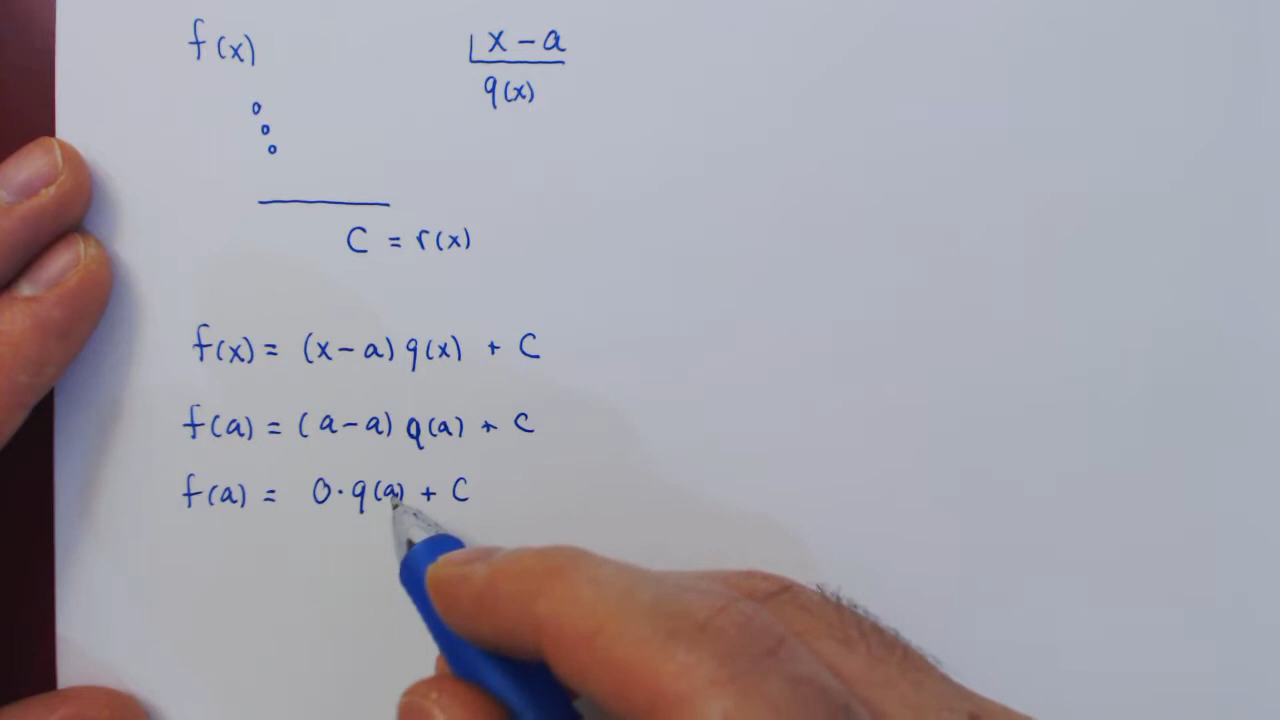 f(x) x - a
q(x)
C = r(x)
f(x) = (x-a) q(x) + C
f(a) = (a-a) q(a) + C
f(a) = 0·q(a) + C